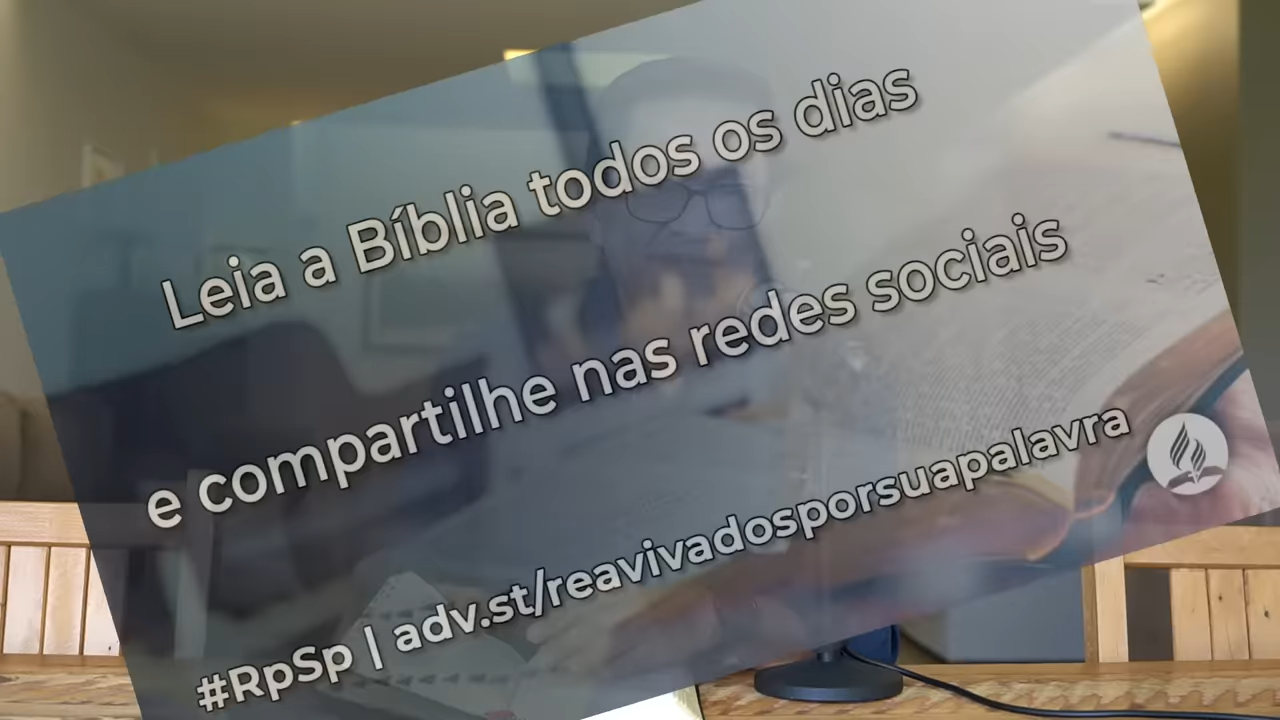 Leia a Bíblia todos os dias
e compartilhe nas redes sociais
#RpSp | adv.st/reavivadosporsuapalavra